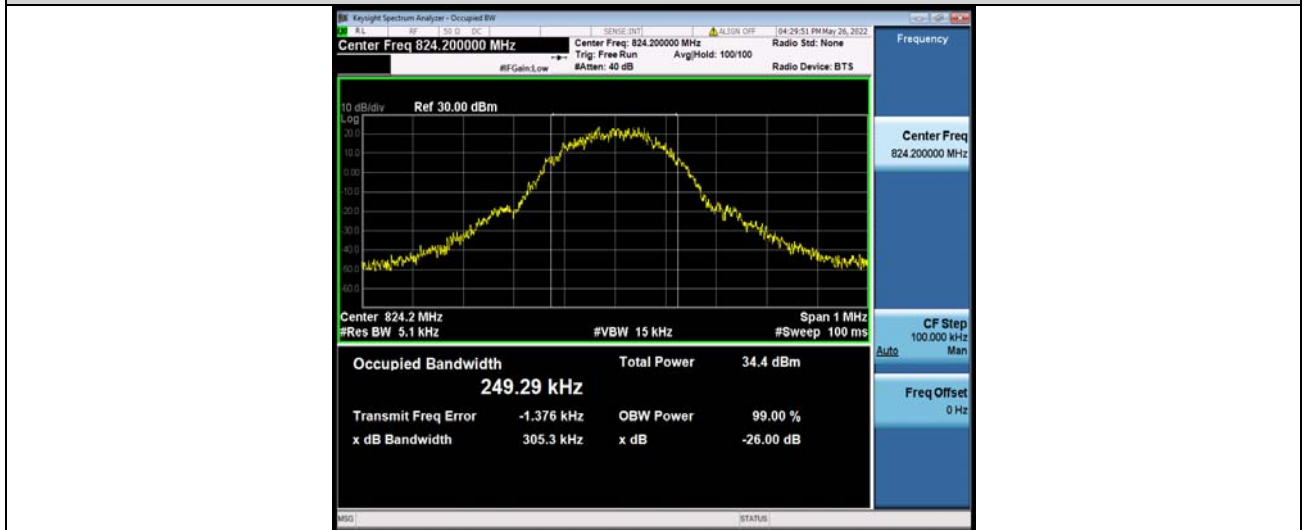 Keysight Spectrum Analyzer - Occupied BW
RL RF 50 Ω DC SENSE:INT ALIGN OFF 04:29:51 PM May 26, 2022
Center Freq 824.200000 MHz Center Freq: 824.200000 MHz Radio Std: None
Trig: Free Run Avg|Hold: 100/100
#IFGain:Low #Atten: 40 dB Radio Device: BTS
10 dB/div Ref 30.00 dBm
Log
20.0
10.0
0.00
-10.0
-20.0
-30.0
-40.0
-50.0
-60.0
Center 824.2 MHz Span 1 MHz
#Res BW 5.1 kHz #VBW 15 kHz #Sweep 100 ms
Occupied Bandwidth Total Power 34.4 dBm
249.29 kHz
Transmit Freq Error -1.376 kHz OBW Power 99.00 %
x dB Bandwidth 305.3 kHz x dB -26.00 dB
MSG STATUS
Frequency
Center Freq
824.200000 MHz
CF Step
100.000 kHz
Auto Man
Freq Offset
0 Hz